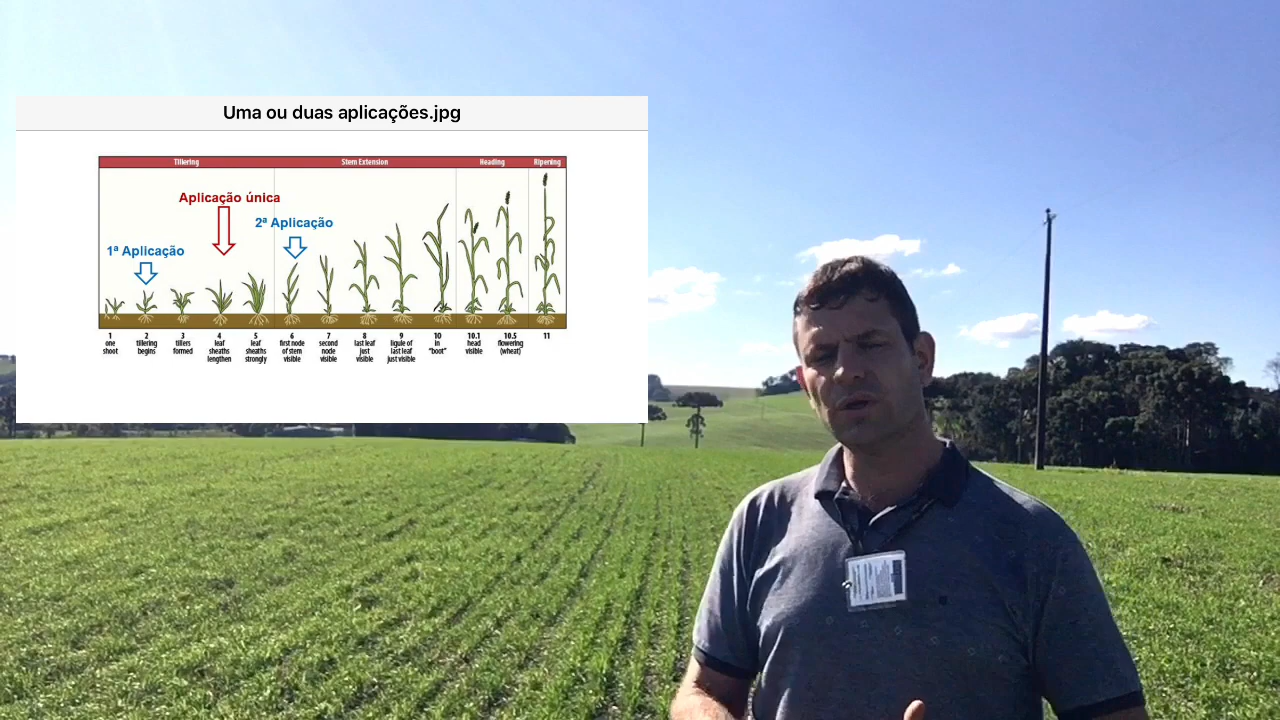 Uma ou duas aplicações.jpg
Tillering Stem Extension Heading Ripening
Aplicação única
2ª Aplicação
1ª Aplicação
1 2 3 4 5 6 7 8 9 10 10.1 10.5 11
one shoot
tillering begins
tillers formed
leaf sheaths lengthen
leaf sheaths strongly
first node of stem visible
second node visible
last leaf just visible
ligule of last leaf just visible
in "boot"
head visible
flowering (wheat)